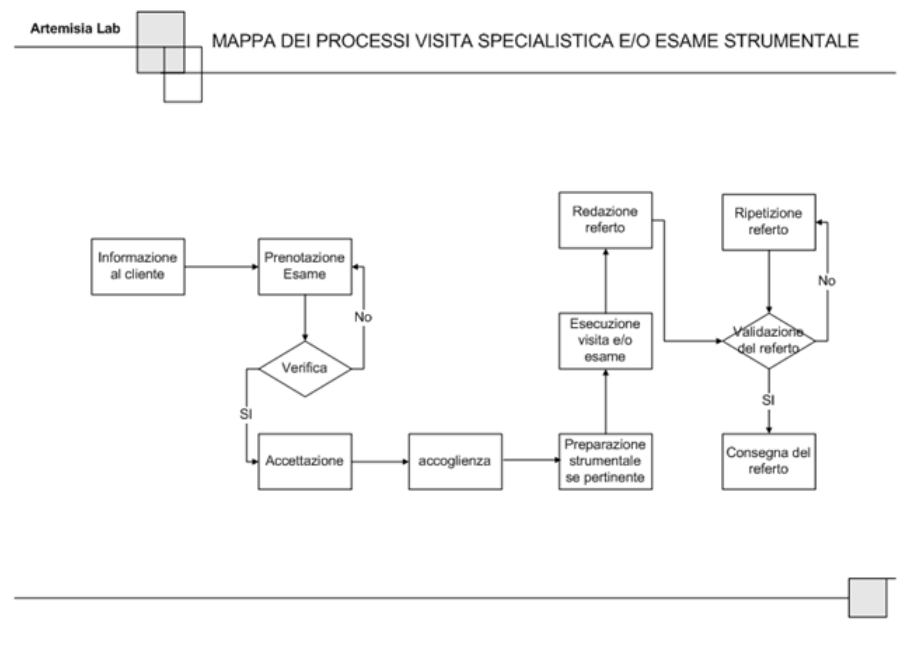 Artemisia Lab
MAPPA DEI PROCESSI VISITA SPECIALISTICA E/O ESAME STRUMENTALE
Informazione
al cliente
Prenotazione
Esame
No
Verifica
SI
Accettazione
accoglienza
Preparazione
strumentale
se pertinente
Esecuzione
visita e/o
esame
Redazione
referto
Ripetizione
referto
No
Validazione
del referto
SI
Consegna del
referto